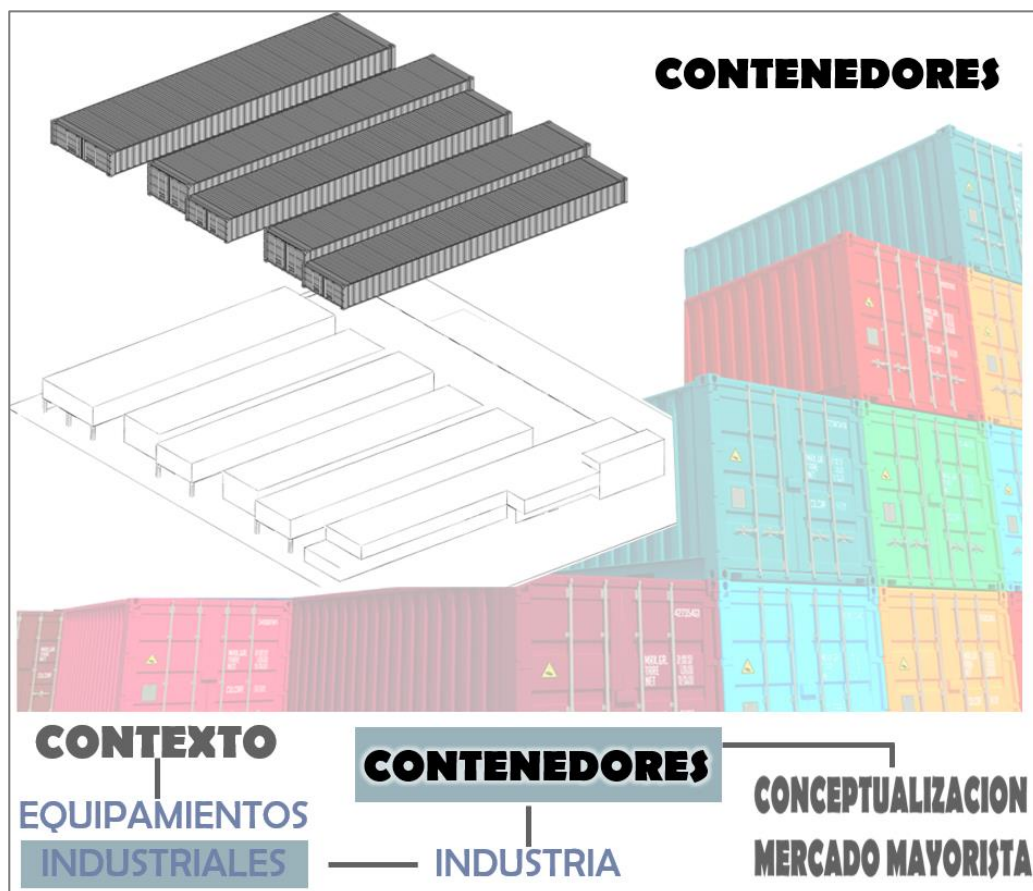 CONTENEDORES
CONTEXTO
EQUIPAMIENTOS
INDUSTRIALES
CONTENEDORES
INDUSTRIA
CONCEPTUALIZACION
MERCADO MAYORISTA